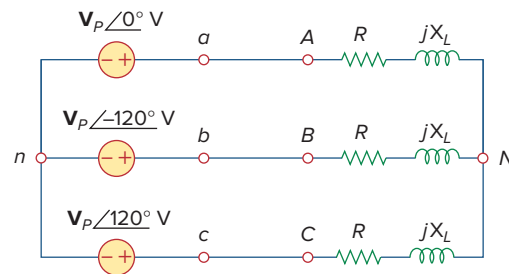 V_P∠0° V a A R jX_L
− +
V_P∠−120° V b B R jX_L
n − + N
V_P∠120° V c C R jX_L
− +